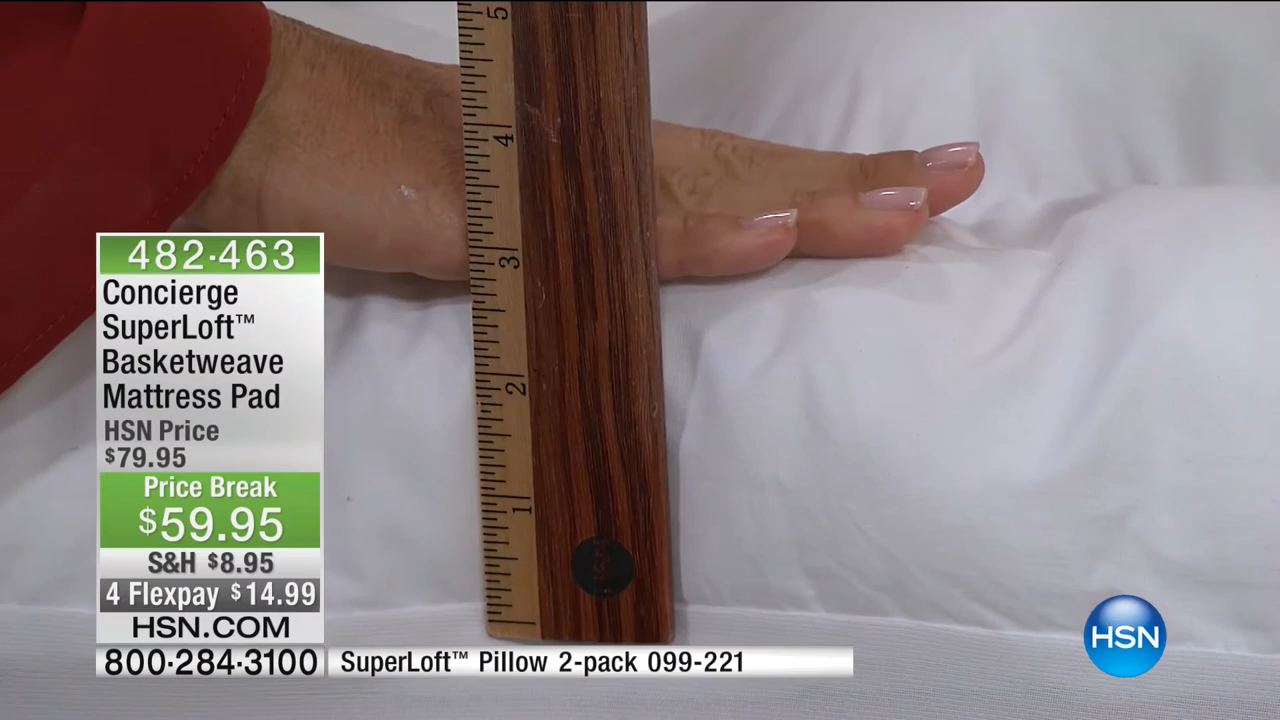 5
4
3
2
1
482-463
Concierge
SuperLoft™
Basketweave
Mattress Pad
HSN Price
$79.95
Price Break
$59.95
S&H $8.95
4 Flexpay $14.99
HSN.COM
800-284-3100
SuperLoft™ Pillow 2-pack 099-221
HSN